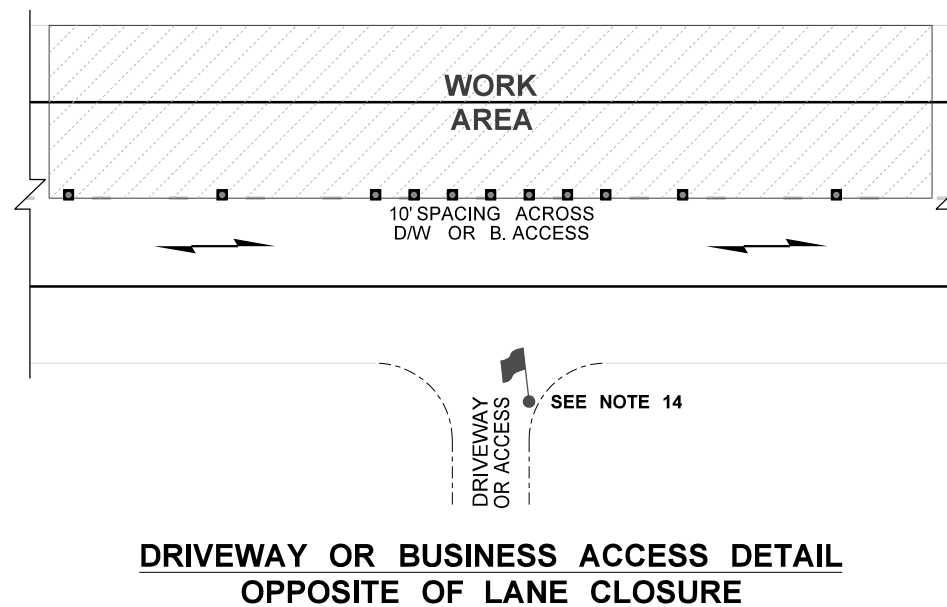 WORK
AREA
10' SPACING ACROSS
D/W OR B. ACCESS
SEE NOTE 14
DRIVEWAY
OR ACCESS
DRIVEWAY OR BUSINESS ACCESS DETAIL
OPPOSITE OF LANE CLOSURE